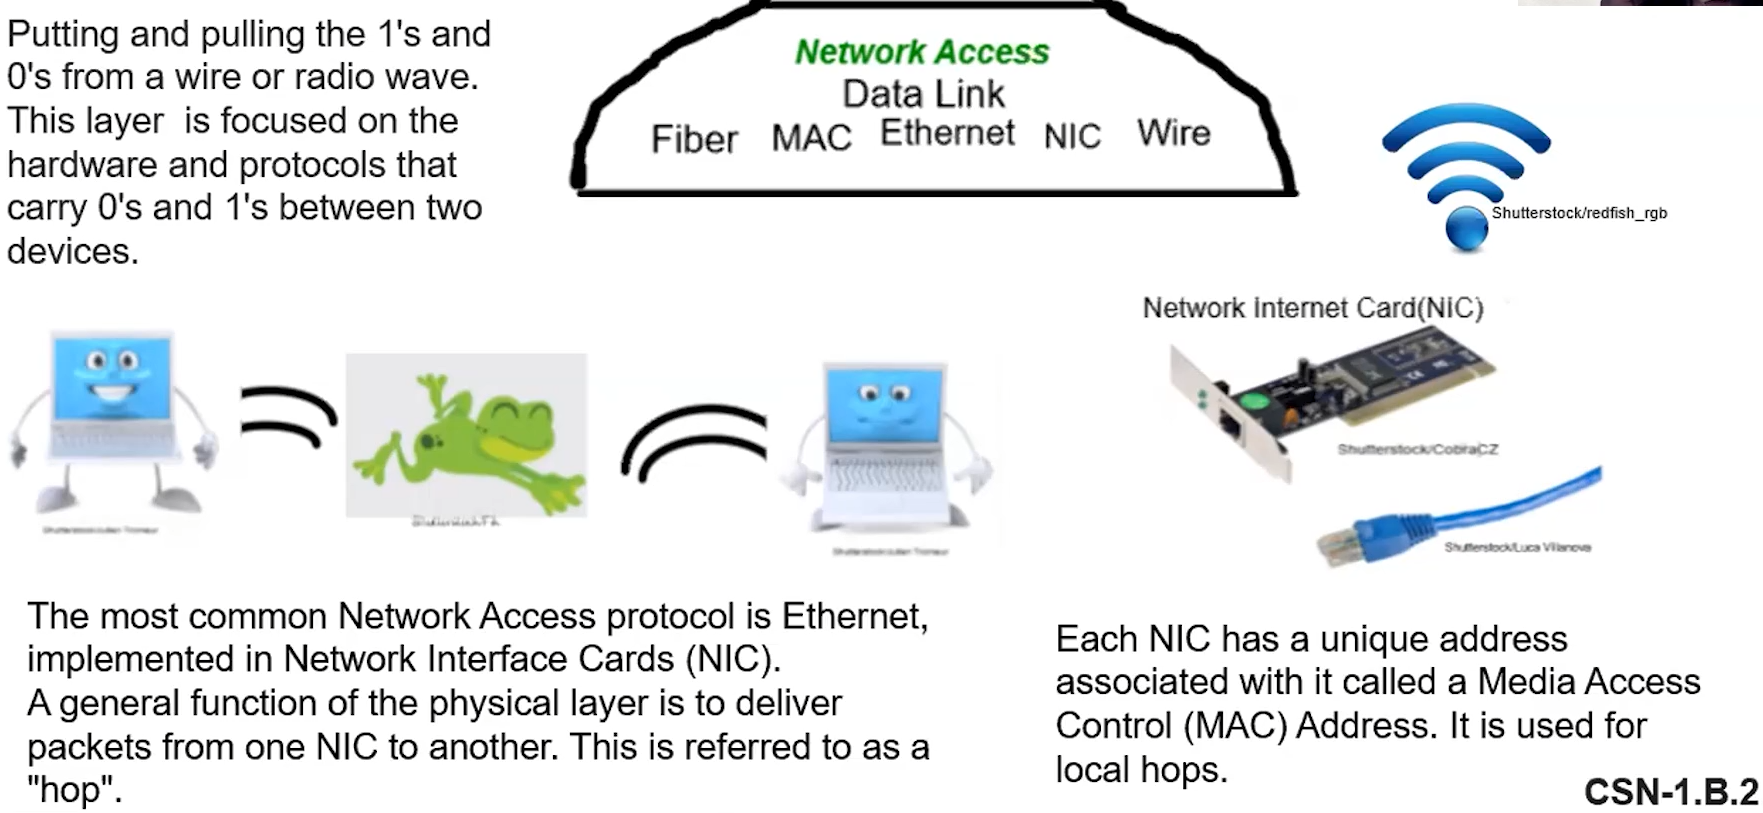 Putting and pulling the 1's and
0's from a wire or radio wave.
This layer is focused on the
hardware and protocols that
carry 0's and 1's between two
devices.
Network Access
Data Link
Fiber MAC Ethernet NIC Wire
Shutterstock/redfish_rgb
Network Internet Card(NIC)
Shutterstock/CobraCZ
Shutterstock/Luca Villanova
The most common Network Access protocol is Ethernet,
implemented in Network Interface Cards (NIC).
A general function of the physical layer is to deliver
packets from one NIC to another. This is referred to as a
"hop".
Each NIC has a unique address
associated with it called a Media Access
Control (MAC) Address. It is used for
local hops.
CSN-1.B.2